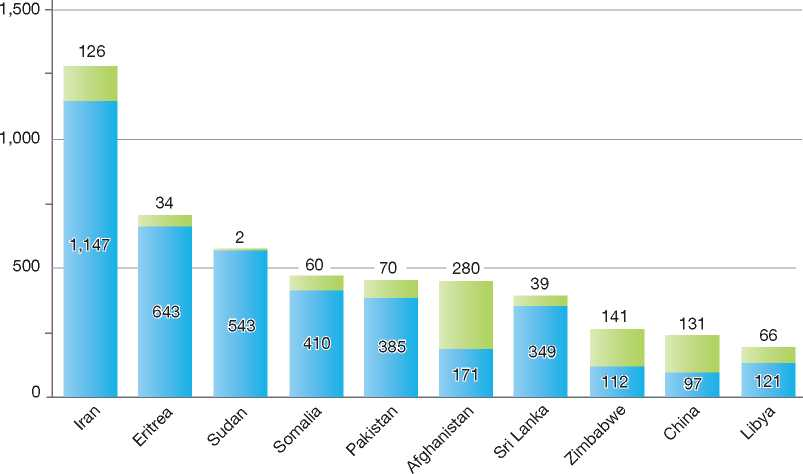 1,500
126
1,000
1,147
34
643
2
543
500
60
410
70
385
280
171
39
349
141
112
131
97
66
121
0
Iran
Eritrea
Sudan
Somalia
Pakistan
Afghanistan
Sri Lanka
Zimbabwe
China
Libya